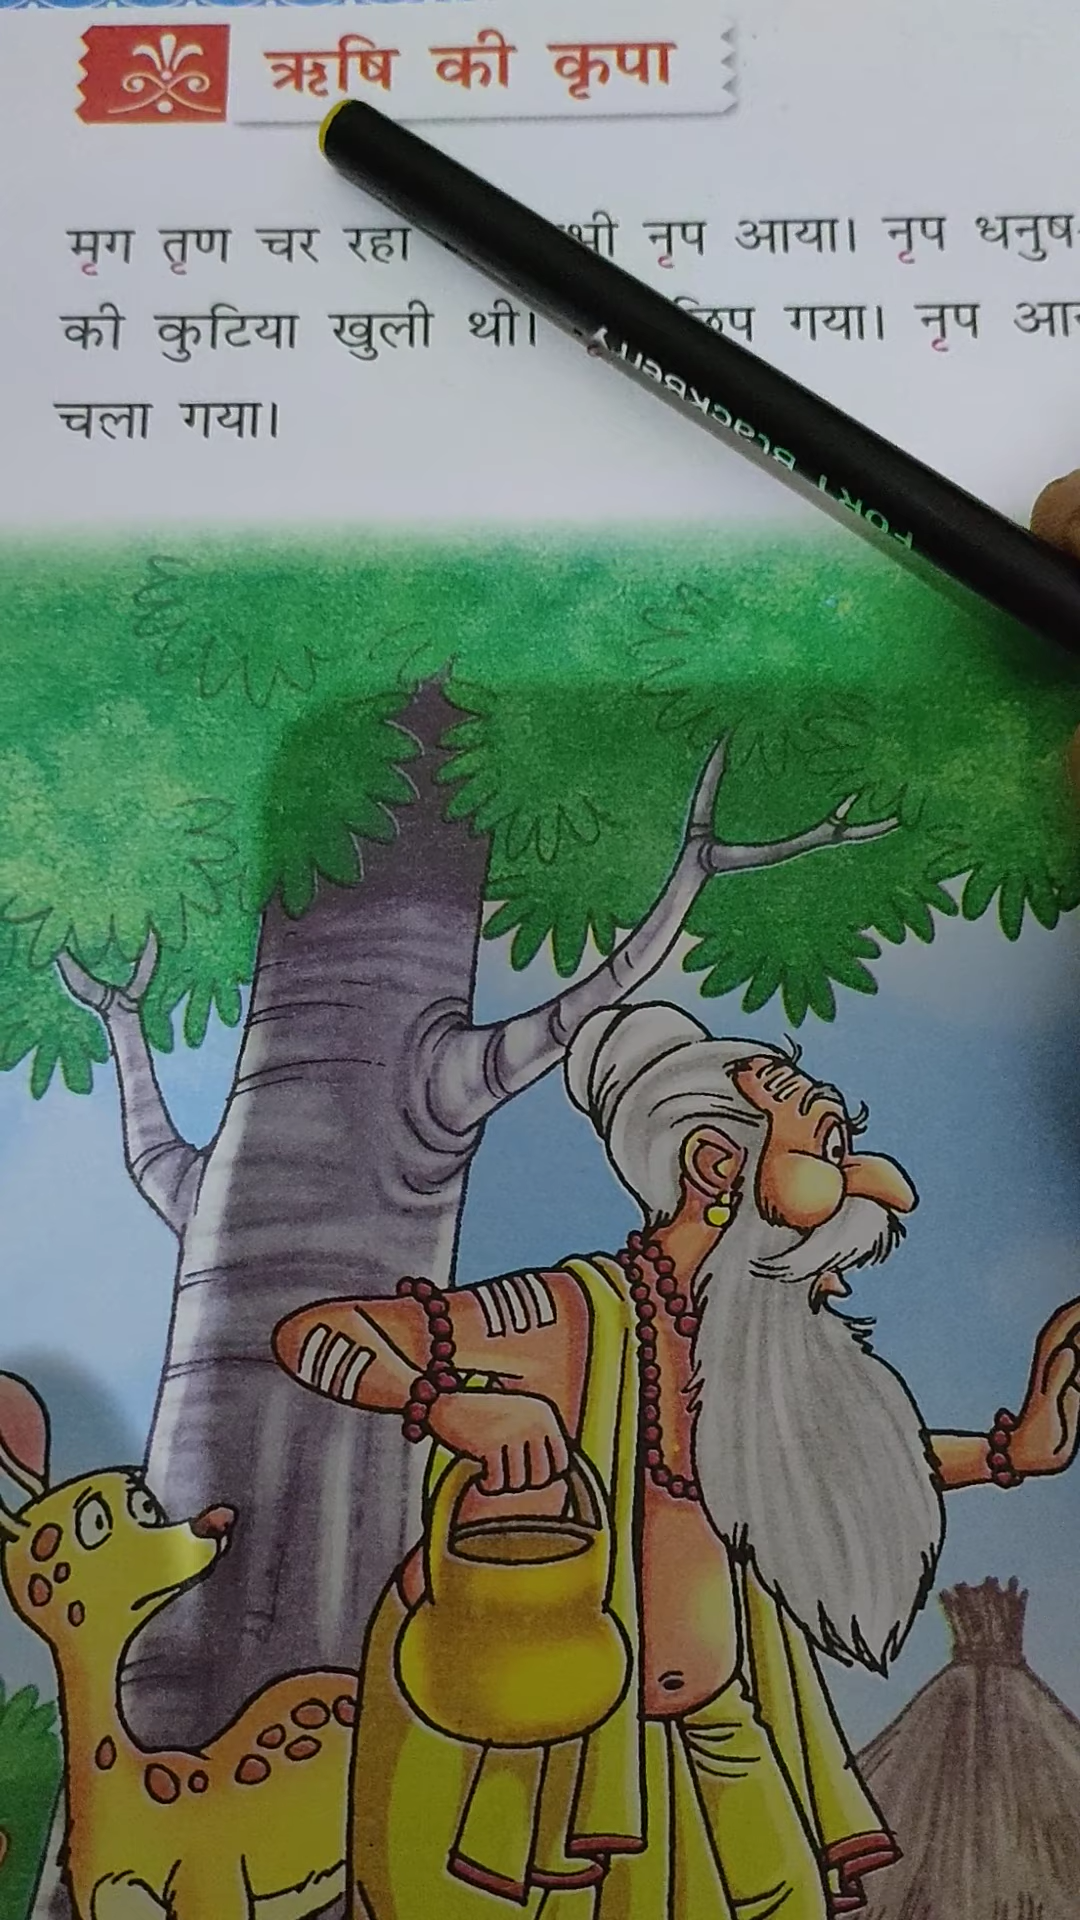 ऋषि की कृपा
मृग तृण चर रहा भी नृप आया। नृप धनुष-
की कुटिया खुली थी। छिप गया। नृप आ
चला गया।
FORT BLACKBERRY